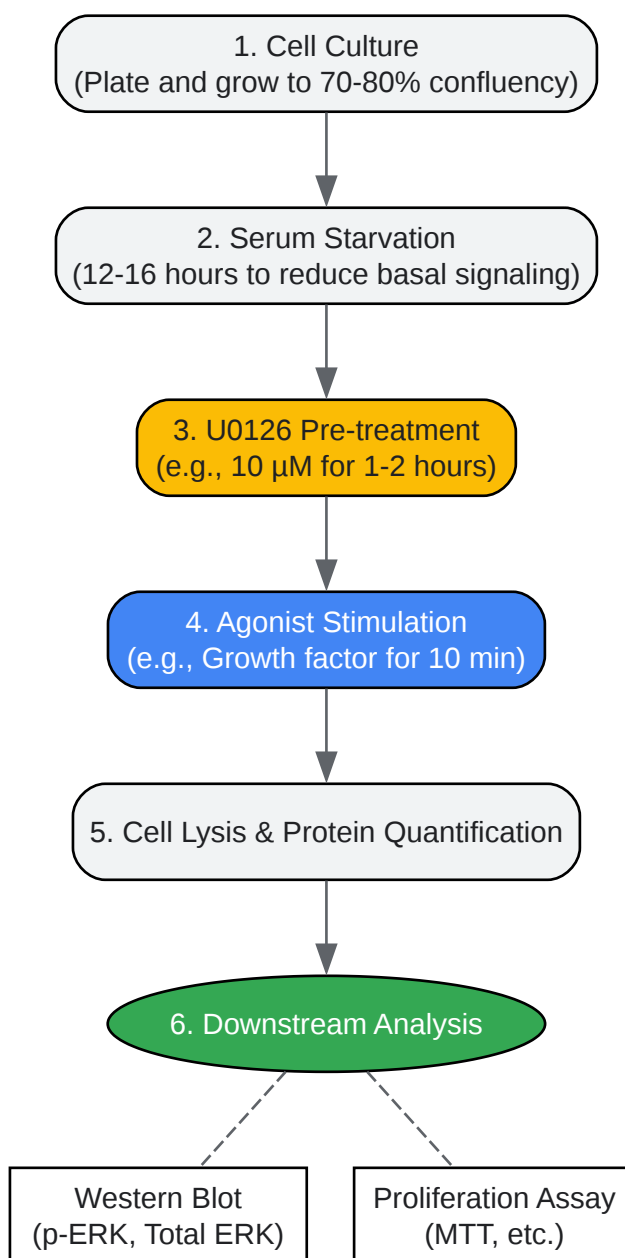 1. Cell Culture
(Plate and grow to 70-80% confluency)
2. Serum Starvation
(12-16 hours to reduce basal signaling)
3. U0126 Pre-treatment
(e.g., 10 µM for 1-2 hours)
4. Agonist Stimulation
(e.g., Growth factor for 10 min)
5. Cell Lysis & Protein Quantification
6. Downstream Analysis
Western Blot
(p-ERK, Total ERK)
Proliferation Assay
(MTT, etc.)